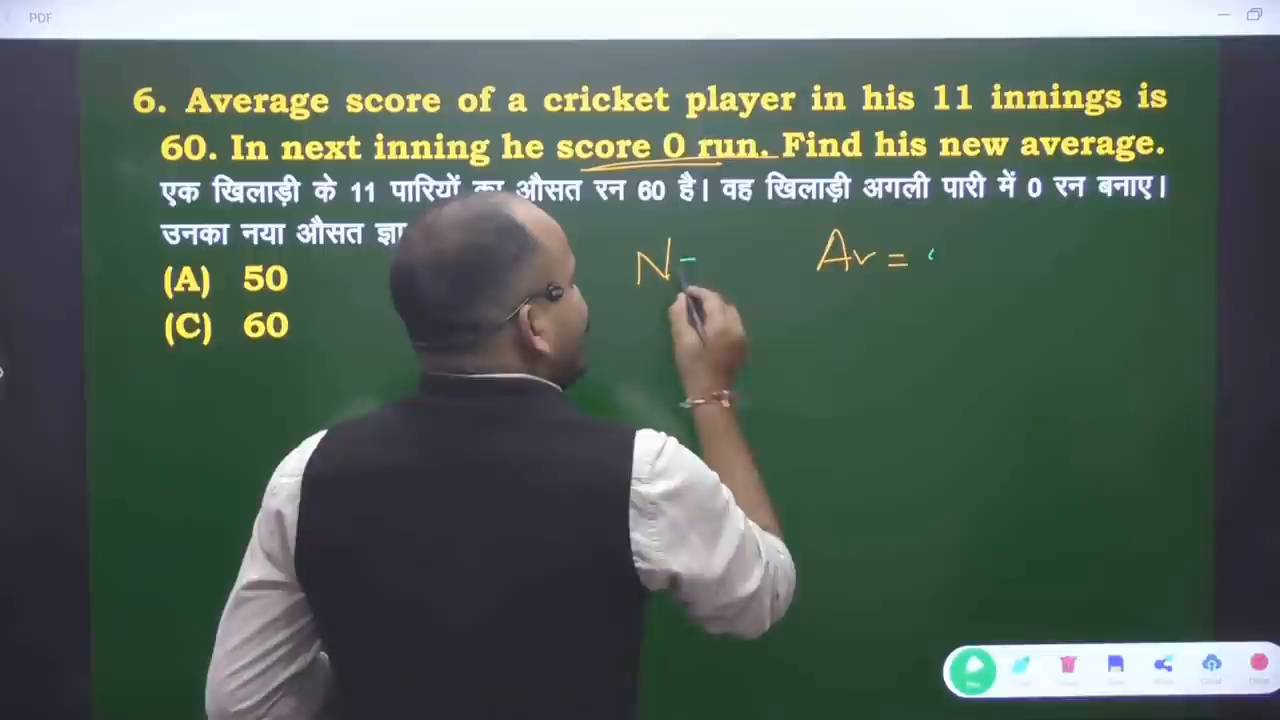 PDF
6. Average score of a cricket player in his 11 innings is
60. In next inning he score 0 run. Find his new average.
एक खिलाड़ी के 11 पारियों का औसत रन 60 है। वह खिलाड़ी अगली पारी में 0 रन बनाए।
उनका नया औसत
(A) 50
(C) 60
N - Av =